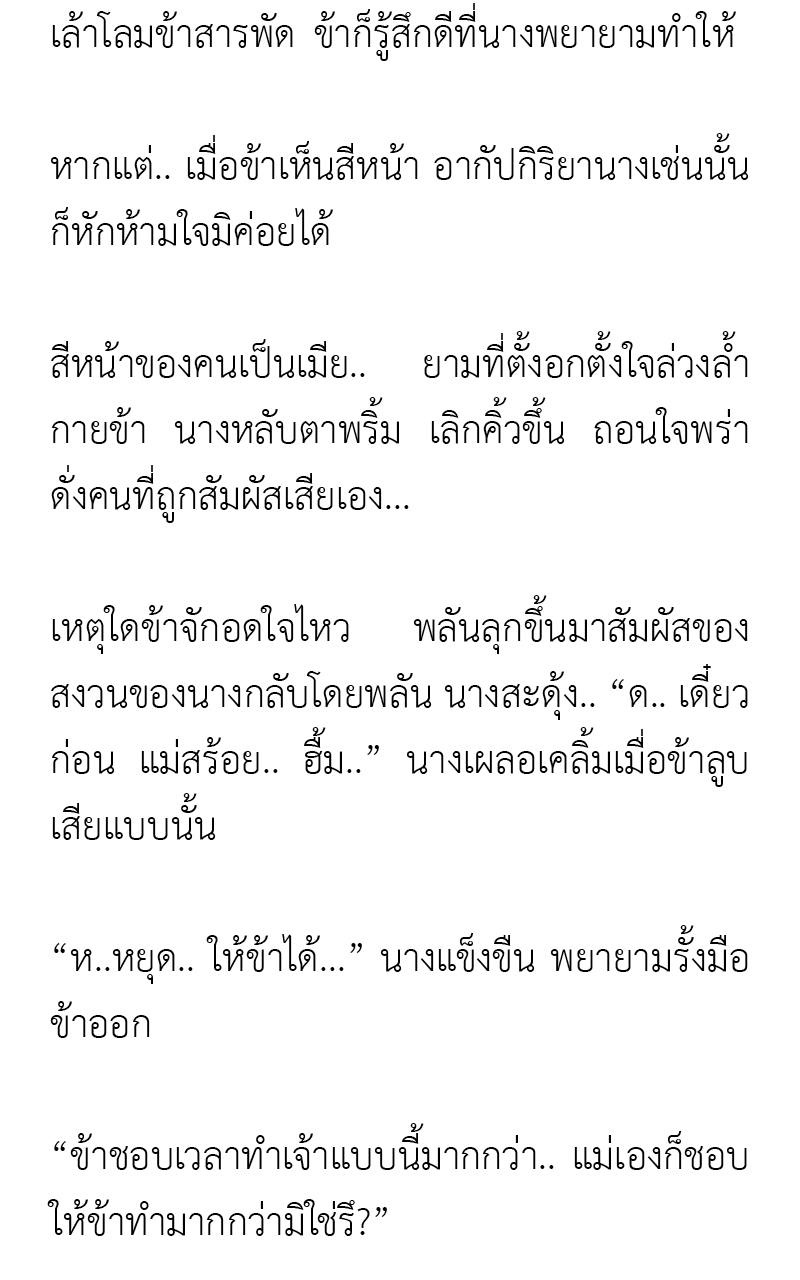 เล้าโลมข้าสารพัด ข้าก็รู้สึกดีที่นางพยายามทำให้
หากแต่.. เมื่อข้าเห็นสีหน้า อากัปกิริยานางเช่นนั้น
ก็หักห้ามใจมิค่อยได้
สีหน้าของคนเป็นเมีย.. ยามที่ตั้งอกตั้งใจล่วงล้ำ
กายข้า นางหลับตาพริ้ม เลิกคิ้วขึ้น ถอนใจพร่า
ดั่งคนที่ถูกสัมผัสเสียเอง...
เหตุใดข้าจักอดใจไหว พลันลุกขึ้นมาสัมผัสของ
สงวนของนางกลับโดยพลัน นางสะดุ้ง.. “ด.. เดี๋ยว
ก่อน แม่สร้อย.. ฮื้ม..” นางเผลอเคลิ้มเมื่อข้าลูบ
เสียแบบนั้น
“ห..หยุด.. ให้ข้าได้...” นางแข็งขืน พยายามรั้งมือ
ข้าออก
“ข้าชอบเวลาทำเจ้าแบบนี้มากกว่า.. แม่เองก็ชอบ
ให้ข้าทำมากกว่ามิใช่รึ?”